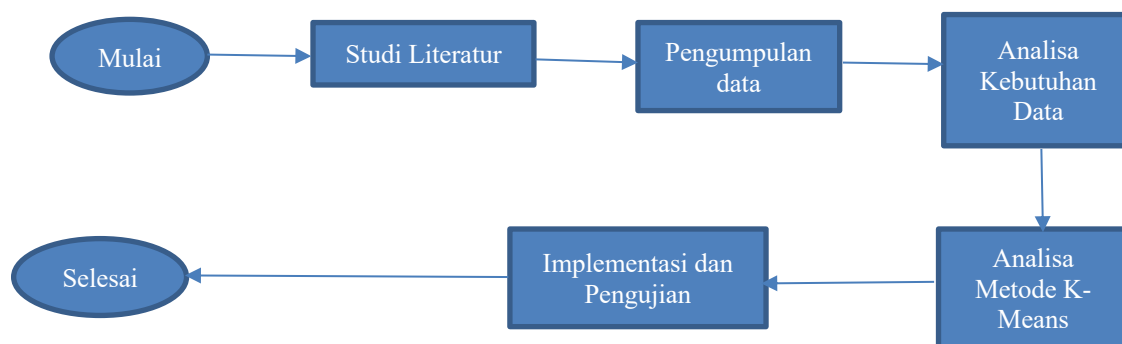 Mulai
Studi Literatur
Pengumpulan
data
Analisa
Kebutuhan
Data
Analisa
Metode K-
Means
Implementasi dan
Pengujian
Selesai